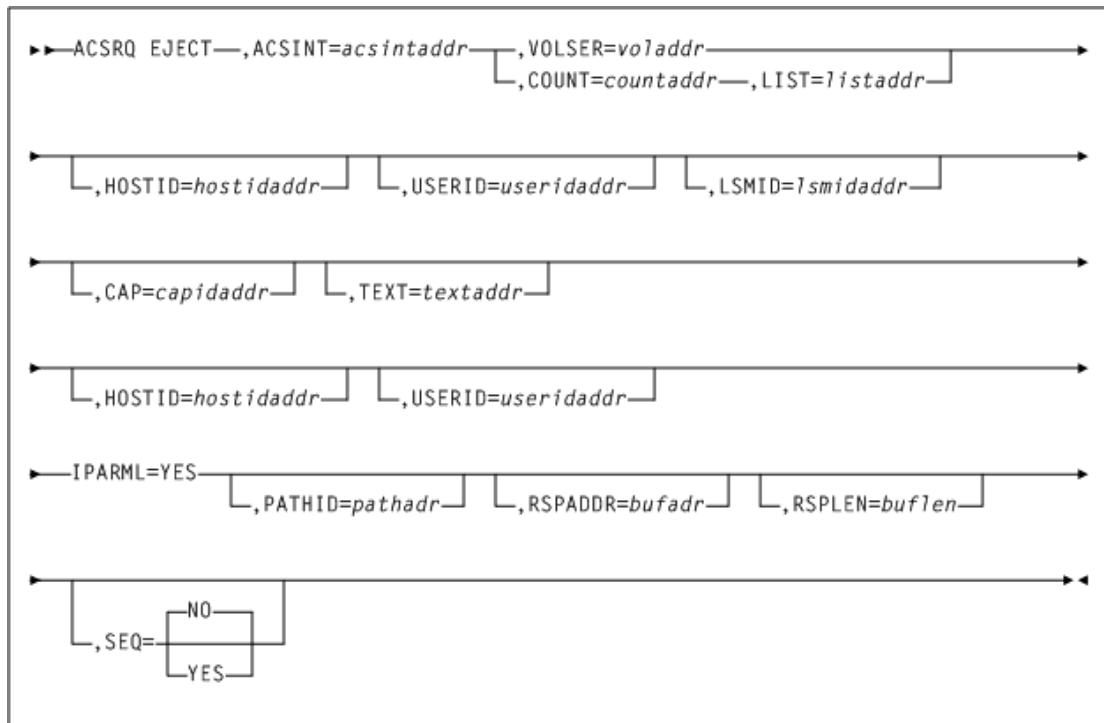 ACSRQ EJECT ,ACSINT=acsintaddr ,VOLSER=voladdr
,COUNT=countaddr ,LIST=listaddr
,HOSTID=hostidaddr ,USERID=useridaddr ,LSMID=lsmidaddr
,CAP=capidaddr ,TEXT=textaddr
,HOSTID=hostidaddr ,USERID=useridaddr
IPARML=YES
,PATHID=pathadr ,RSPADDR=bufadr ,RSPLEN=buflen
NO
,SEQ=
YES